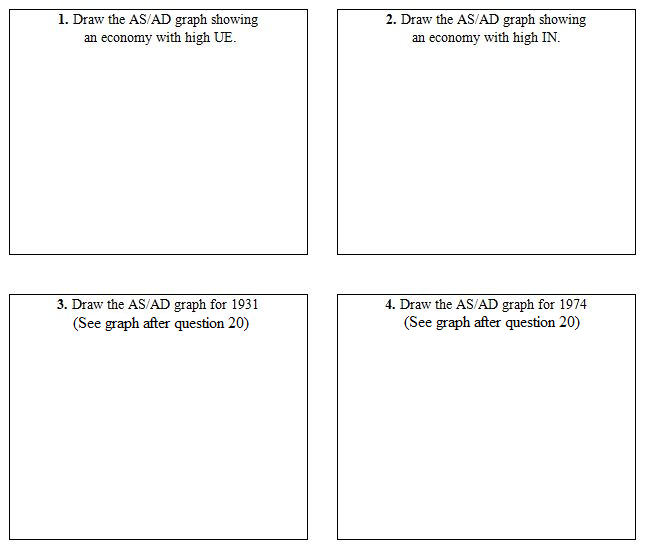 1. Draw the AS/AD graph showing
an economy with high UE.
2. Draw the AS/AD graph showing
an economy with high IN.
3. Draw the AS/AD graph for 1931
(See graph after question 20)
4. Draw the AS/AD graph for 1974
(See graph after question 20)